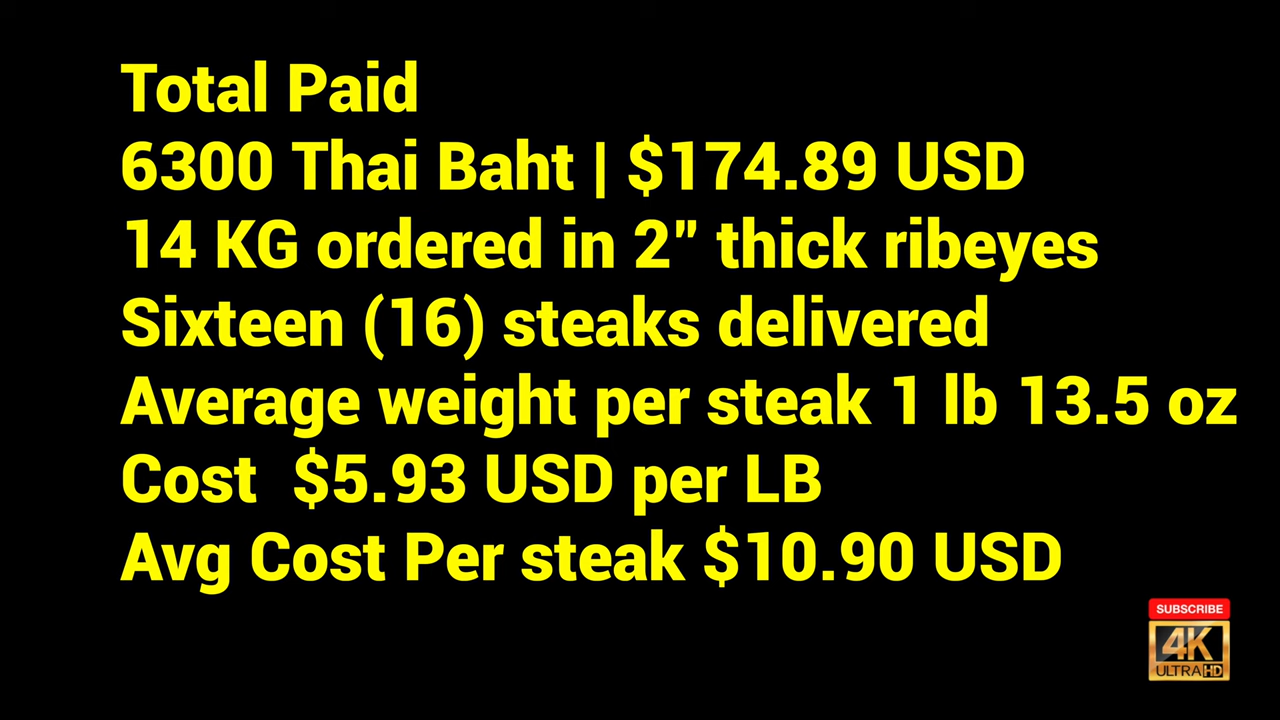 Total Paid
6300 Thai Baht | $174.89 USD
14 KG ordered in 2” thick ribeyes
Sixteen (16) steaks delivered
Average weight per steak 1 lb 13.5 oz
Cost  $5.93 USD per LB
Avg Cost Per steak $10.90 USD
SUBSCRIBE
4K
ULTRA HD